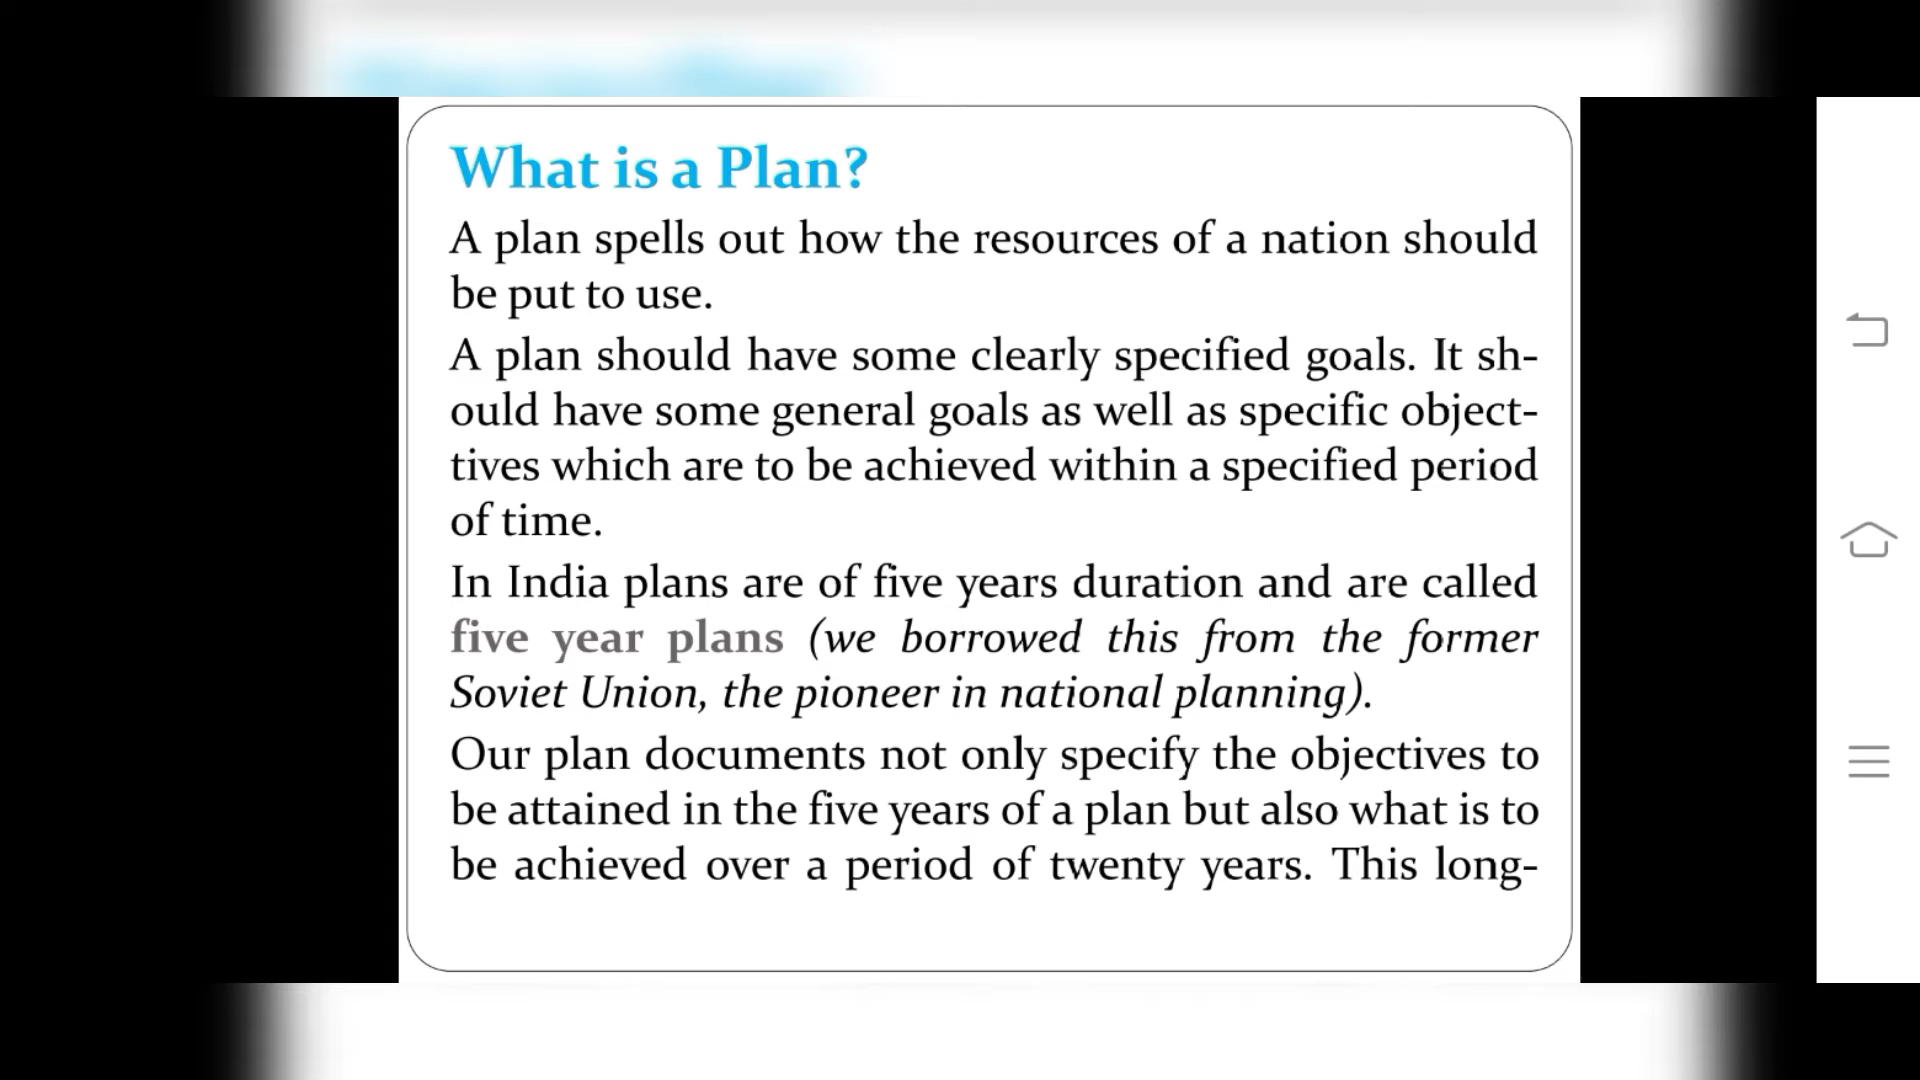 What is a Plan?
A plan spells out how the resources of a nation should
be put to use.
A plan should have some clearly specified goals. It sh-
ould have some general goals as well as specific object-
tives which are to be achieved within a specified period
of time.
In India plans are of five years duration and are called
five year plans (we borrowed this from the former
Soviet Union, the pioneer in national planning).
Our plan documents not only specify the objectives to
be attained in the five years of a plan but also what is to
be achieved over a period of twenty years. This long-